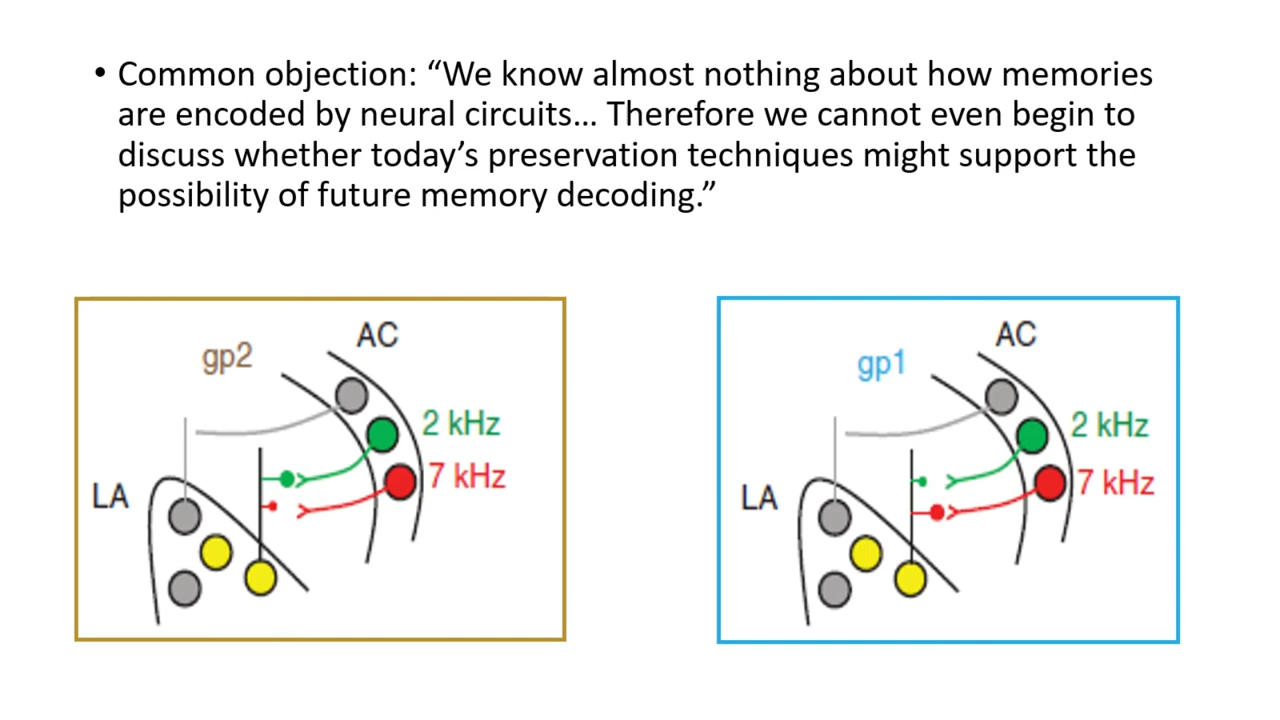 • Common objection: “We know almost nothing about how memories
are encoded by neural circuits… Therefore we cannot even begin to
discuss whether today’s preservation techniques might support the
possibility of future memory decoding.”
AC
gp2
2 kHz
7 kHz
LA
AC
gp1
2 kHz
7 kHz
LA